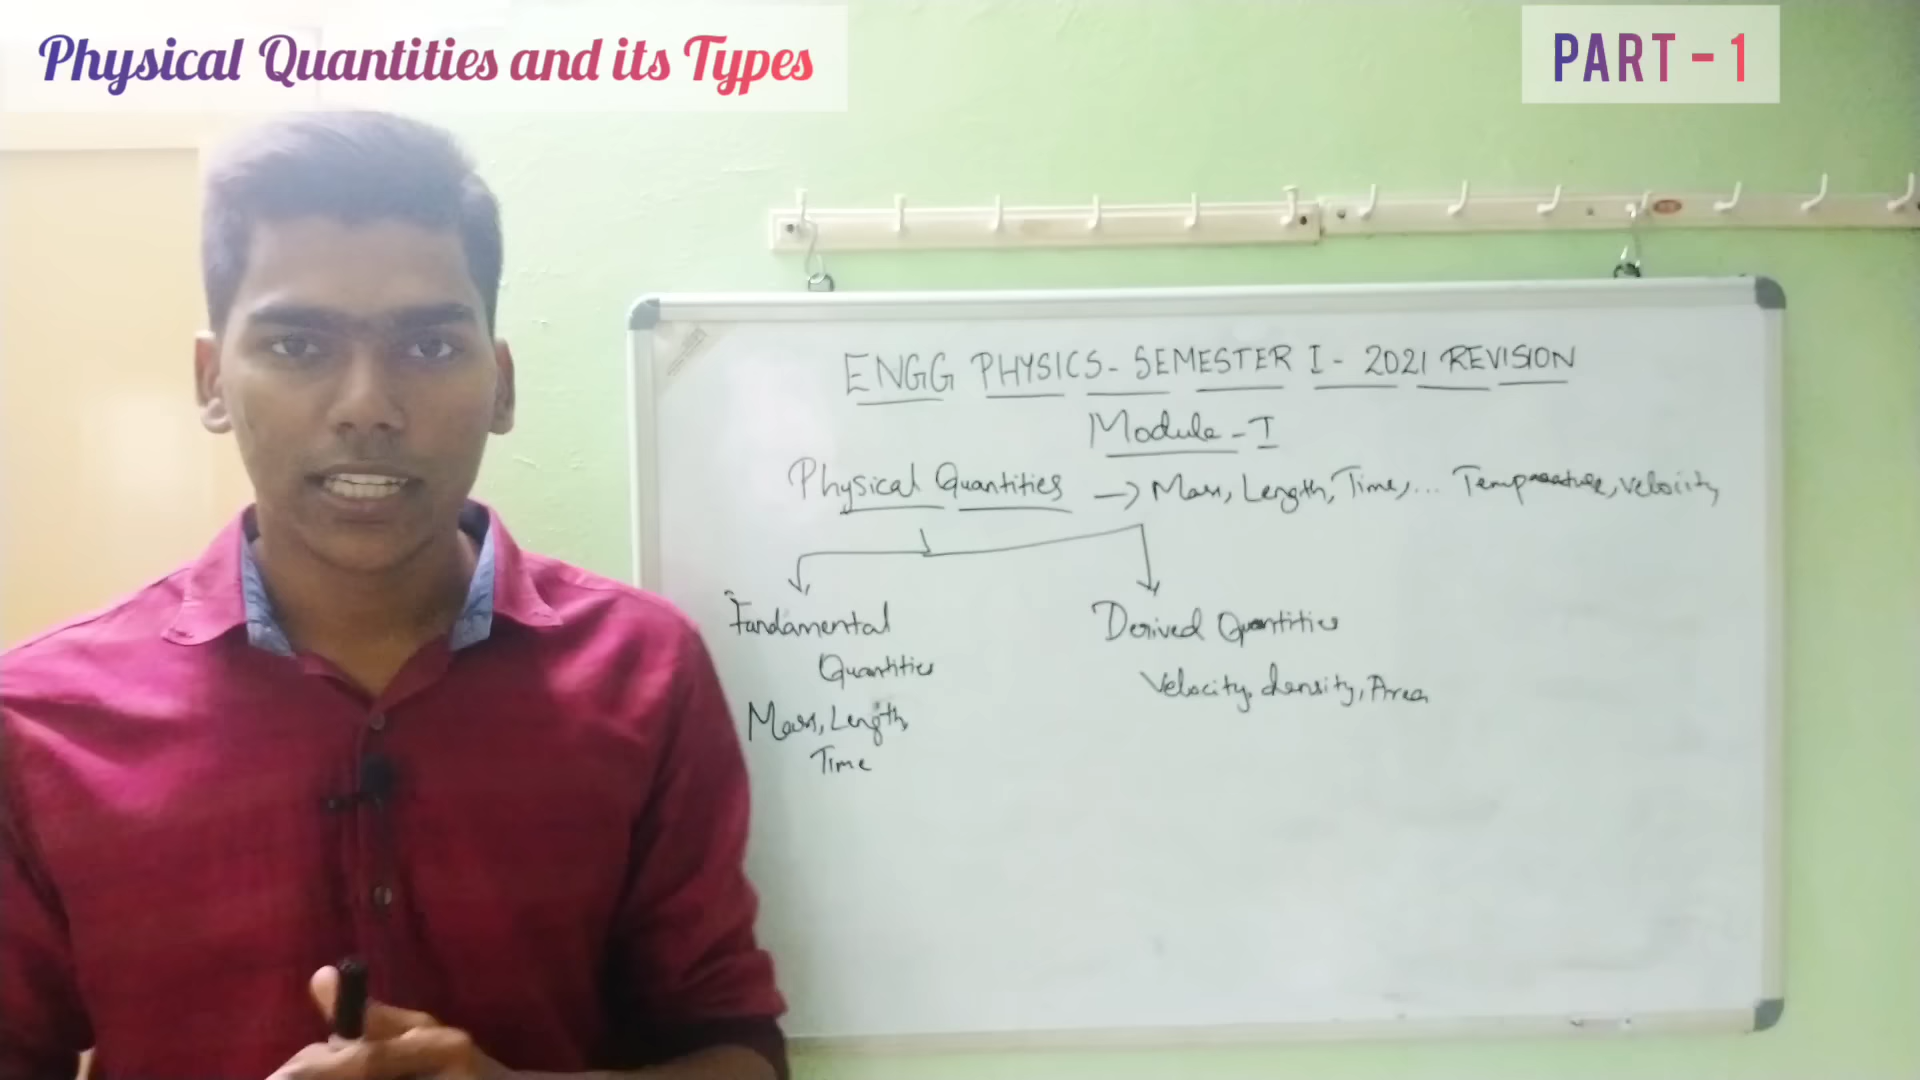 Physical Quantities and its Types
PART - 1
ENGG PHYSICS - SEMESTER I - 2021 REVISION
Module - I
Physical Quantities → Mass, Length, Time, ... Temperature, Velocity
Fundamental
Quantities
Mass, Length,
Time
Derived Quantities
Velocity, density, Area